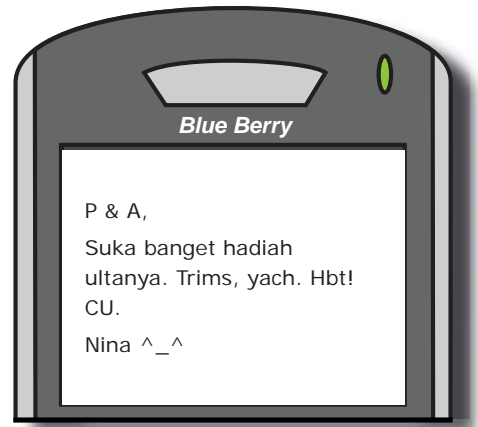 Blue Berry
P & A,
Suka banget hadiah
ultanya. Trims, yach. Hbt!
CU.
Nina ^_^